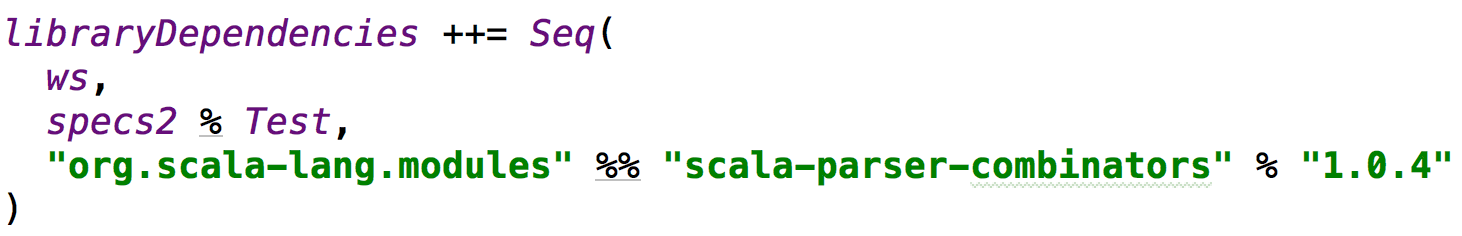 libraryDependencies ++= Seq(
  ws,
  specs2 % Test,
  "org.scala-lang.modules" %% "scala-parser-combinators" % "1.0.4"
)